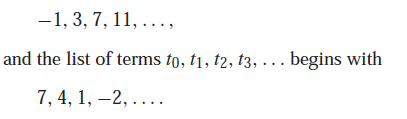 −1, 3, 7, 11, . . . ,
and the list of terms t0, t1, t2, t3, . . . begins with
7, 4, 1, −2, . . . .